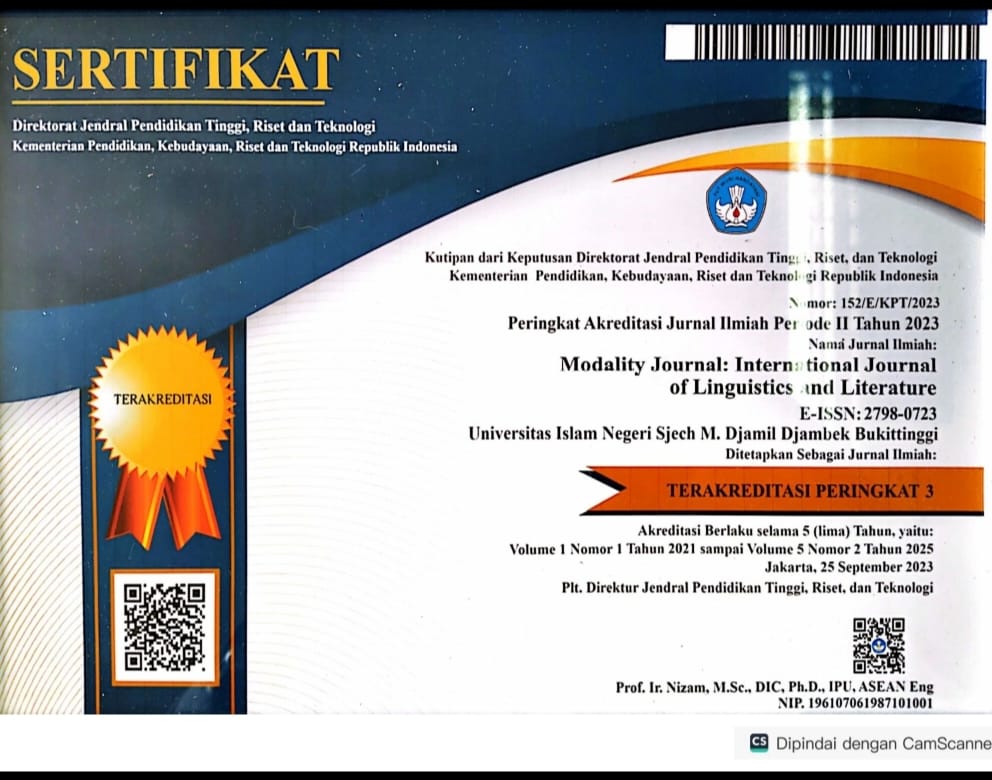 SERTIFIKAT
Direktorat Jendral Pendidikan Tinggi, Riset dan Teknologi
Kementerian Pendidikan, Kebudayaan, Riset dan Teknologi Republik Indonesia
Kutipan dari Keputusan Direktorat Jendral Pendidikan Tinggi, Riset, dan Teknologi
Kementerian Pendidikan, Kebudayaan, Riset dan Teknologi Republik Indonesia
Nomor: 152/E/KPT/2023
Peringkat Akreditasi Jurnal Ilmiah Periode II Tahun 2023
Nama Jurnal Ilmiah:
Modality Journal: International Journal
of Linguistics and Literature
E-ISSN: 2798-0723
Universitas Islam Negeri Sjech M. Djamil Djambek Bukittinggi
Ditetapkan Sebagai Jurnal Ilmiah:
TERAKREDITASI
TERAKREDITASI PERINGKAT 3
Akreditasi Berlaku selama 5 (lima) Tahun, yaitu:
Volume 1 Nomor 1 Tahun 2021 sampai Volume 5 Nomor 2 Tahun 2025
Jakarta, 25 September 2023
Plt. Direktur Jendral Pendidikan Tinggi, Riset, dan Teknologi
Prof. Ir. Nizam, M.Sc., DIC, Ph.D., IPU, ASEAN Eng
NIP. 196107061987101001
CS Dipindai dengan CamScanne